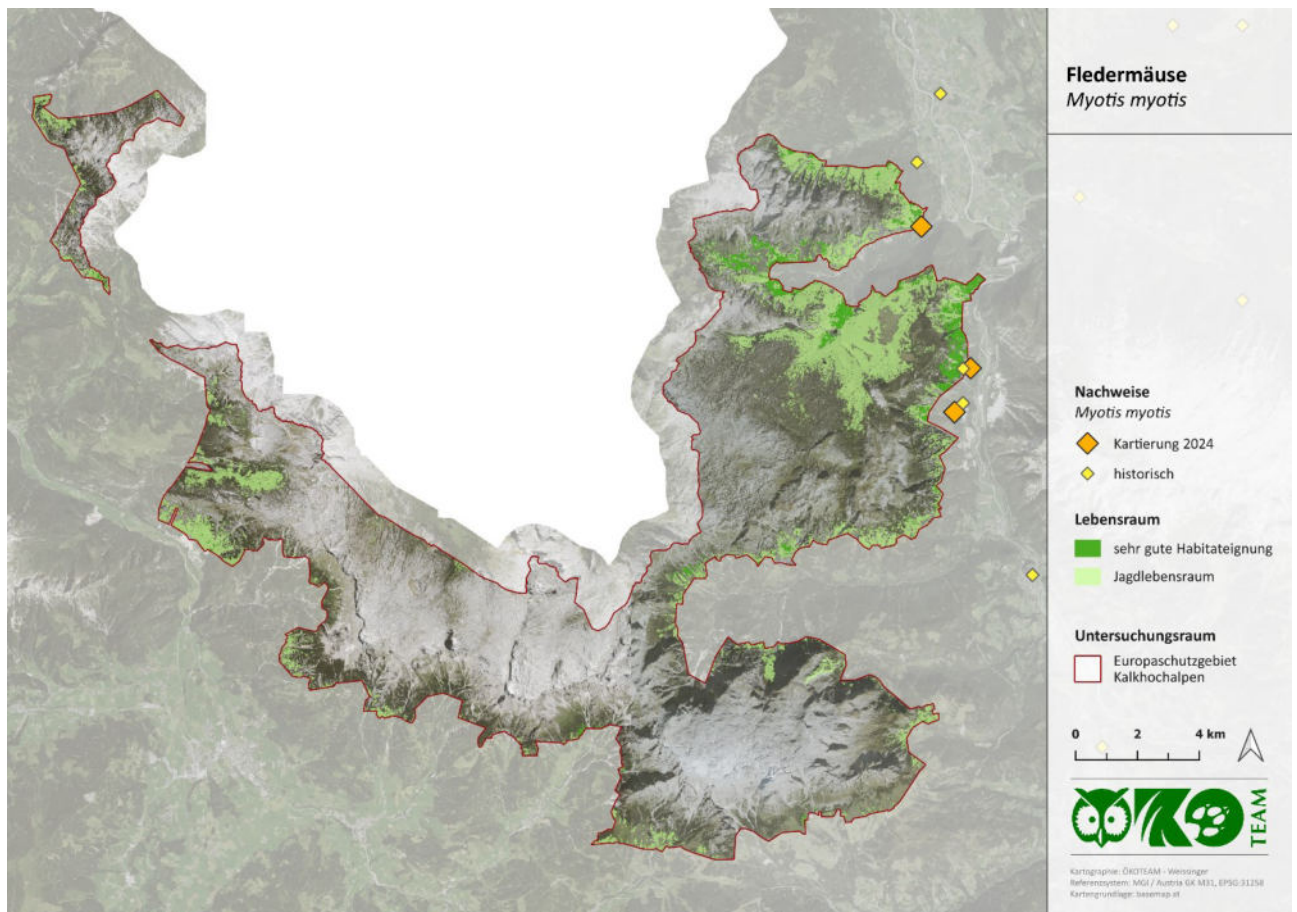 Fledermäuse
Myotis myotis
Nachweise
Myotis myotis
Kartierung 2024
historisch
Lebensraum
sehr gute Habitateignung
Jagdlebensraum
Untersuchungsraum
Europaschutzgebiet
Kalkhochalpen
0 2 4 km
ÖKO
TEAM
Kartographie: ÖKOTEAM - Weissinger
Referenzsystem: MGI / Austria GK M31, EPSG:31258
Kartengrundlage: basemap.at